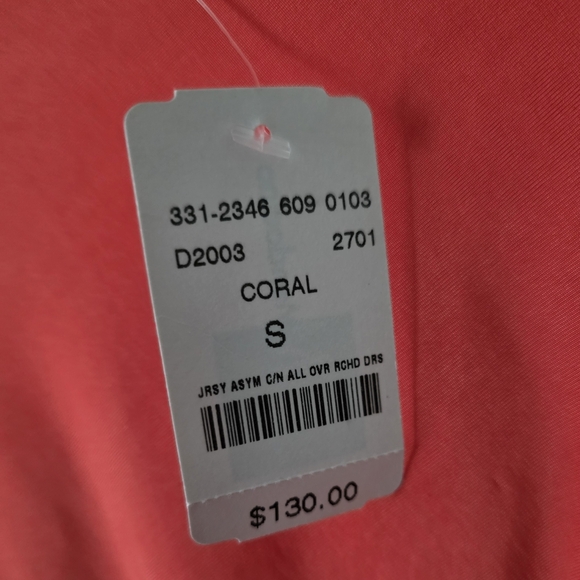 331-2346 609 0103
D2003 2701
CORAL
S
JRSY ASYM C/N ALL OVR RCHD DRS
$130.00